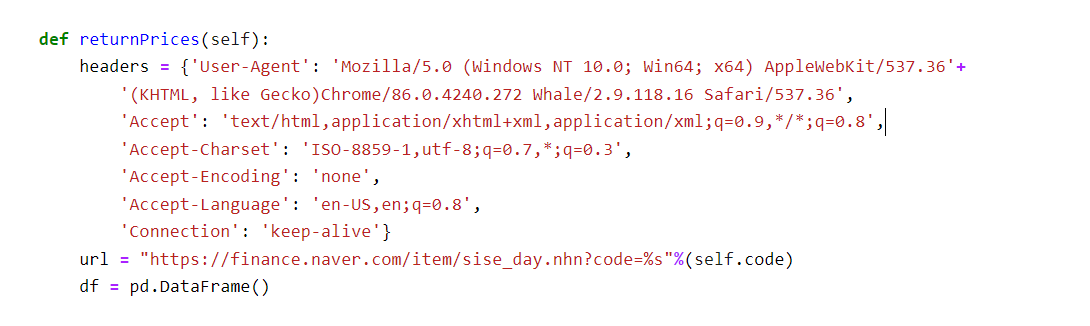 def returnPrices(self):
    headers = {'User-Agent': 'Mozilla/5.0 (Windows NT 10.0; Win64; x64) AppleWebKit/537.36'+
        '(KHTML, like Gecko)Chrome/86.0.4240.272 Whale/2.9.118.16 Safari/537.36',
        'Accept': 'text/html,application/xhtml+xml,application/xml;q=0.9,*/*;q=0.8',
        'Accept-Charset': 'ISO-8859-1,utf-8;q=0.7,*;q=0.3',
        'Accept-Encoding': 'none',
        'Accept-Language': 'en-US,en;q=0.8',
        'Connection': 'keep-alive'}
    url = "https://finance.naver.com/item/sise_day.nhn?code=%s"%(self.code)
    df = pd.DataFrame()